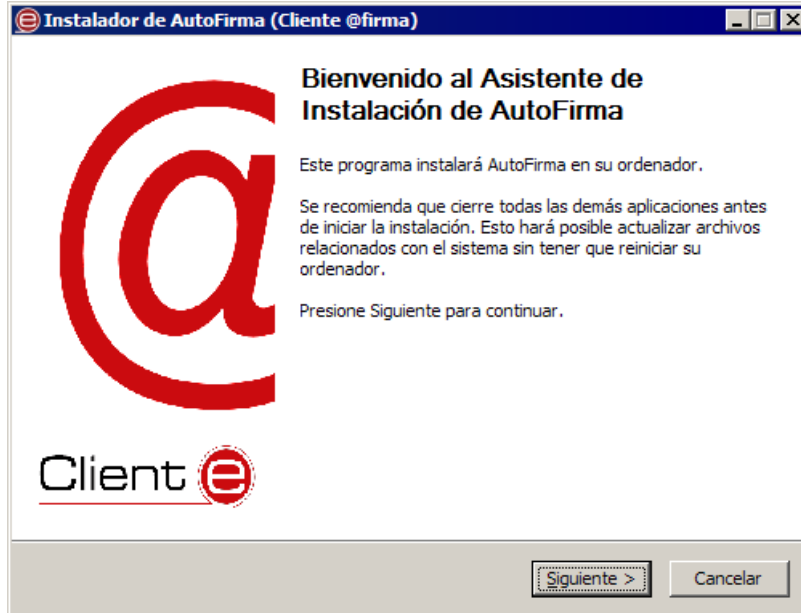 Instalador de AutoFirma (Cliente @firma)
Bienvenido al Asistente de
Instalación de AutoFirma
Este programa instalará AutoFirma en su ordenador.
Se recomienda que cierre todas las demás aplicaciones antes
de iniciar la instalación. Esto hará posible actualizar archivos
relacionados con el sistema sin tener que reiniciar su
ordenador.
Presione Siguiente para continuar.
@
Client e
Siguiente >
Cancelar